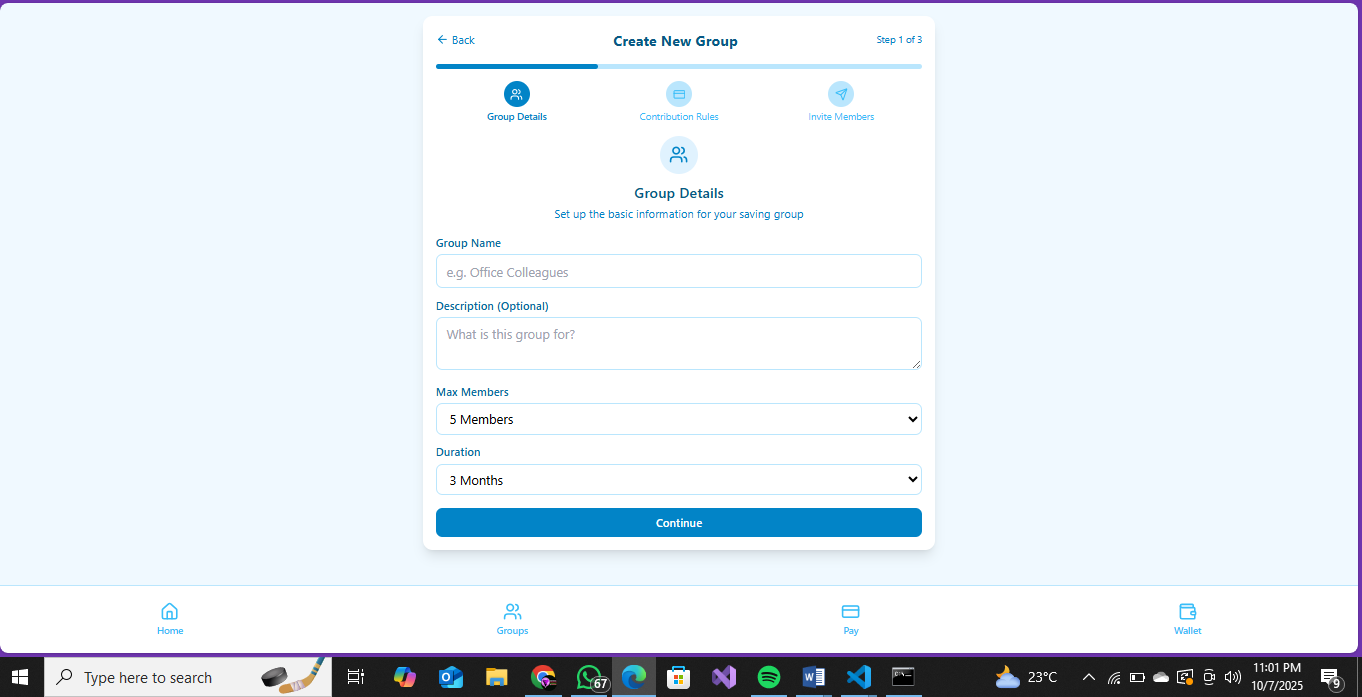 Back
Create New Group
Step 1 of 3
Group Details
Contribution Rules
Invite Members
Group Details
Set up the basic information for your saving group
Group Name
e.g. Office Colleagues
Description (Optional)
What is this group for?
Max Members
5 Members
Duration
3 Months
Continue
Home
Groups
Pay
Wallet
Type here to search
67
23°C
11:01 PM
10/7/2025
9